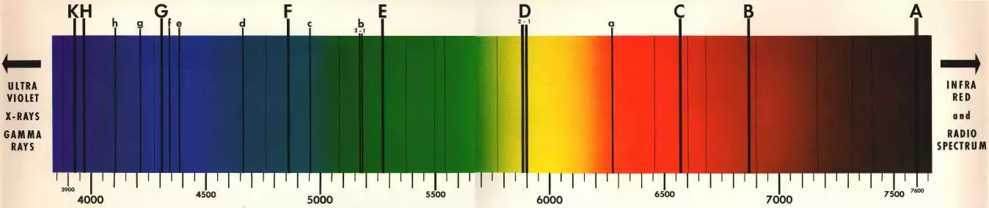 K H h g G f e d F c b E D a C B A
2-1 2-1
ULTRA
VIOLET
X-RAYS
GAMMA
RAYS
INFRA
RED
and
RADIO
SPECTRUM
3900 4000 4500 5000 5500 6000 6500 7000 7500 7600